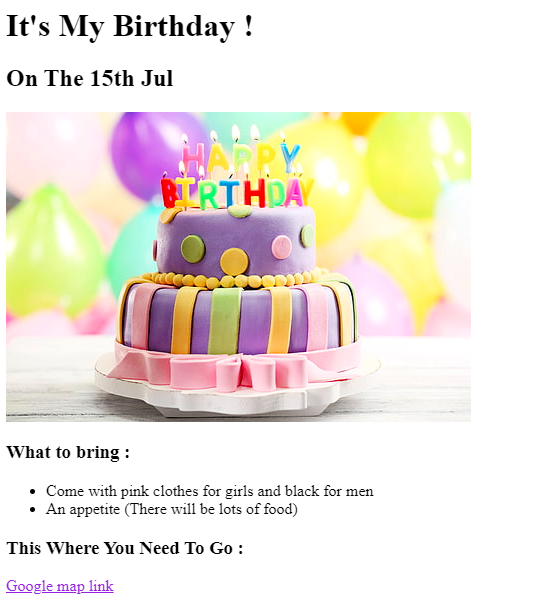 It's My Birthday !
On The 15th Jul
HAPPY
BIRTHDAY
What to bring :
Come with pink clothes for girls and black for men
An appetite (There will be lots of food)
This Where You Need To Go :
Google map link